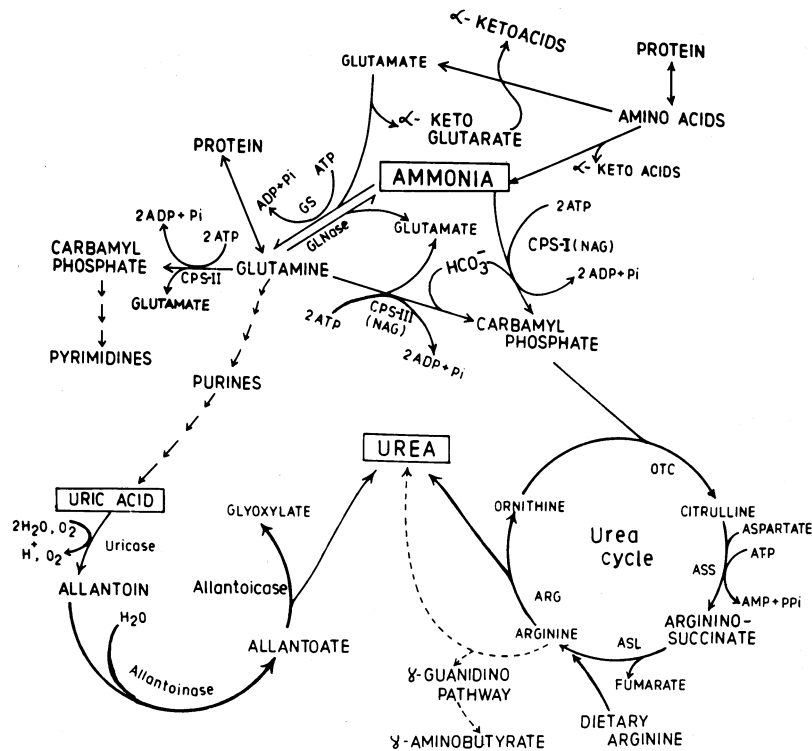 α-KETOACIDS
GLUTAMATE
PROTEIN
α-KETO
GLUTARATE
AMINO ACIDS
PROTEIN
ADP+Pi
ATP
GS
AMMONIA
α-KETO ACIDS
GLNase
GLUTAMATE
2ADP+Pi
2ATP
CARBAMYL
PHOSPHATE
CPS-II
GLUTAMATE
GLUTAMINE
2ATP
CPS-I (NAG)
HCO3-
2ADP+Pi
2ATP
CPS-III
(NAG)
2ADP+Pi
CARBAMYL
PHOSPHATE
PYRIMIDINES
PURINES
UREA
URIC ACID
2H2O, O2-
H+, O2
Uricase
GLYOXYLATE
ORNITHINE
OTC
CITRULLINE
ASPARTATE
ATP
Urea
cycle
ASS
AMP+PPi
ALLANTOIN
H2O
Allantoicase
ARG
ARGININO-
SUCCINATE
ALLANTOATE
ARGININE
ASL
Allantoinase
γ-GUANIDINO
PATHWAY
FUMARATE
DIETARY
ARGININE
γ-AMINOBUTYRATE